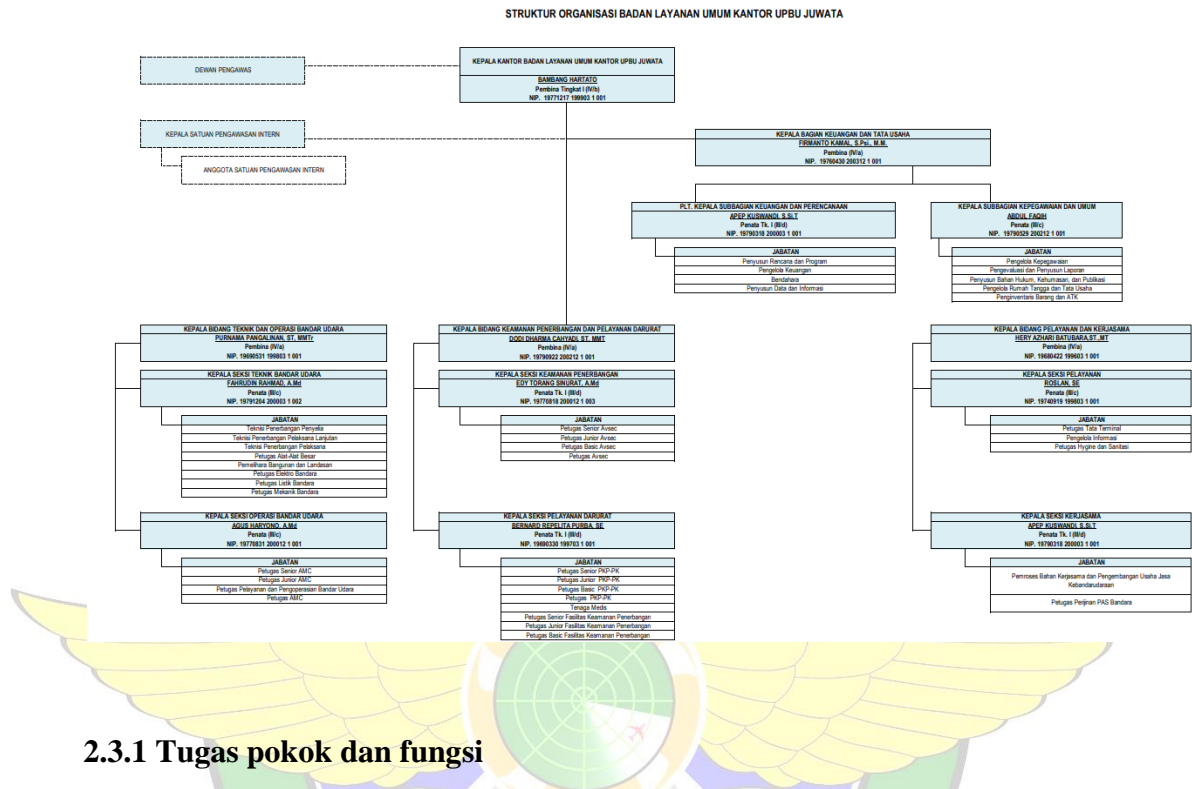 STRUKTUR ORGANISASI BADAN LAYANAN UMUM KANTOR UPBU JUWATA
KEPALA KANTOR BADAN LAYANAN UMUM KANTOR UPBU JUWATA
BAMBANG HARTATO
Pembina Tingkat I (IV/b)
NIP. 19771217 199903 1 001
DEWAN PENGAWAS
KEPALA SATUAN PENGAWASAN INTERN
ANGGOTA SATUAN PENGAWASAN INTERN
KEPALA BAGIAN KEUANGAN DAN TATA USAHA
FIRMANTO KAMAL, S.Psi., M.M.
Pembina (IV/a)
NIP. 19760430 200312 1 001
PLT. KEPALA SUBBAGIAN KEUANGAN DAN PERENCANAAN
APEP KUSWANDI, S.Si.T
Penata Tk. I (III/d)
NIP. 19790318 200003 1 001
JABATAN
Penyusun Rencana dan Program
Pengelola Keuangan
Bendahara
Penyusun Data dan Informasi
KEPALA SUBBAGIAN KEPEGAWAIAN DAN UMUM
ABDUL FAQIH
Penata (III/c)
NIP. 19790529 200212 1 001
JABATAN
Pengelola Kepegawaian
Pengevaluasi dan Penyusun Laporan
Penyusun Bahan Hukum, Kehumasan, dan Publikasi
Pengelola Rumah Tangga dan Tata Usaha
Penginventaris Barang dan ATK
KEPALA BIDANG TEKNIK DAN OPERASI BANDAR UDARA
PURNAMA PANGALINAN, ST, MMTr
Pembina (IV/a)
NIP. 19690531 199803 1 001
KEPALA SEKSI TEKNIK BANDAR UDARA
FAHRUDIN RAHMAD, A.Md
Penata (III/c)
NIP. 19791204 200003 1 002
JABATAN
Teknisi Penerbangan Penyelia
Teknisi Penerbangan Pelaksana Lanjutan
Teknisi Penerbangan Pelaksana
Petugas Alat-Alat Besar
Pemelihara Bangunan dan Landasan
Petugas Elektro Bandara
Petugas Listik Bandara
Petugas Mekanik Bandara
KEPALA SEKSI OPERASI BANDAR UDARA
AGUS HARYONO, A.Md
Penata (III/c)
NIP. 19770831 200012 1 001
JABATAN
Petugas Senior AMC
Petugas Junior AMC
Petugas Pelayanan dan Pengoperasian Bandar Udara
Petugas AMC
KEPALA BIDANG KEAMANAN PENERBANGAN DAN PELAYANAN DARURAT
DODI DHARMA CAHYADI, ST, MMT
Pembina (IV/a)
NIP. 19790922 200212 1 001
KEPALA SEKSI KEAMANAN PENERBANGAN
EDY TORANG SINURAT, A.Md
Penata Tk. I (III/d)
NIP. 19770818 200012 1 003
JABATAN
Petugas Senior Avsec
Petugas Junior Avsec
Petugas Basic Avsec
Petugas Avsec
KEPALA SEKSI PELAYANAN DARURAT
BERNARD REPELITA PURBA, SE
Penata Tk. I (III/d)
NIP. 19690330 199703 1 001
JABATAN
Petugas Senior PKP-PK
Petugas Junior PKP-PK
Petugas Basic PKP-PK
Petugas PKP-PK
Tenaga Medis
Petugas Senior Fasilitas Keamanan Penerbangan
Petugas Junior Fasilitas Keamanan Penerbangan
Petugas Basic Fasilitas Keamanan Penerbangan
KEPALA BIDANG PELAYANAN DAN KERJASAMA
HERY AZHARI BATUBARA,ST.,MT
Pembina (IV/a)
NIP. 19680422 199603 1 001
KEPALA SEKSI PELAYANAN
ROSLAN, SE
Penata (III/c)
NIP. 19740919 199803 1 001
JABATAN
Petugas Tata Terminal
Pengelola Informasi
Petugas Hygine dan Sanitasi
KEPALA SEKSI KERJASAMA
APEP KUSWANDI, S.Si.T
Penata Tk. I (III/d)
NIP. 19790318 200003 1 001
JABATAN
Pemroses Bahan Kerjasama dan Pengembangan Usaha Jasa
Kebandarudaraan
Petugas Perijinan PAS Bandara
2.3.1 Tugas pokok dan fungsi